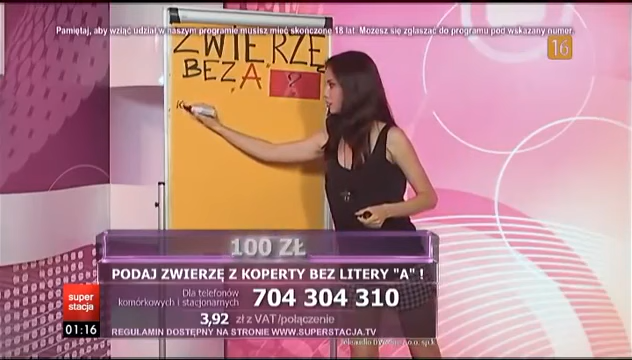 Pamiętaj, aby wziąć udział w naszym programie musisz mieć skończone 18 lat. Możesz się zgłaszać do programu pod wskazany numer.
16
ZWIERZĘ
BEZ "A"
?
100 ZŁ
PODAJ ZWIERZĘ Z KOPERTY BEZ LITERY "A" !
Dla telefonów
komórkowych i stacjonarnych
704 304 310
3,92 zł z VAT/połączenie
REGULAMIN DOSTĘPNY NA STRONIE WWW.SUPERSTACJA.TV
super
stacja
01:16